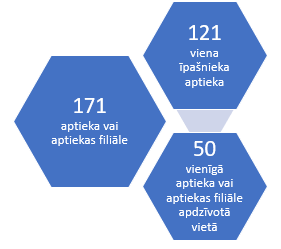 171
aptieka vai
aptiekas filiāle
121
viena
īpašnieka
aptieka
50
vienīgā
aptieka vai
aptiekas filiāle
apdzīvotā
vietā